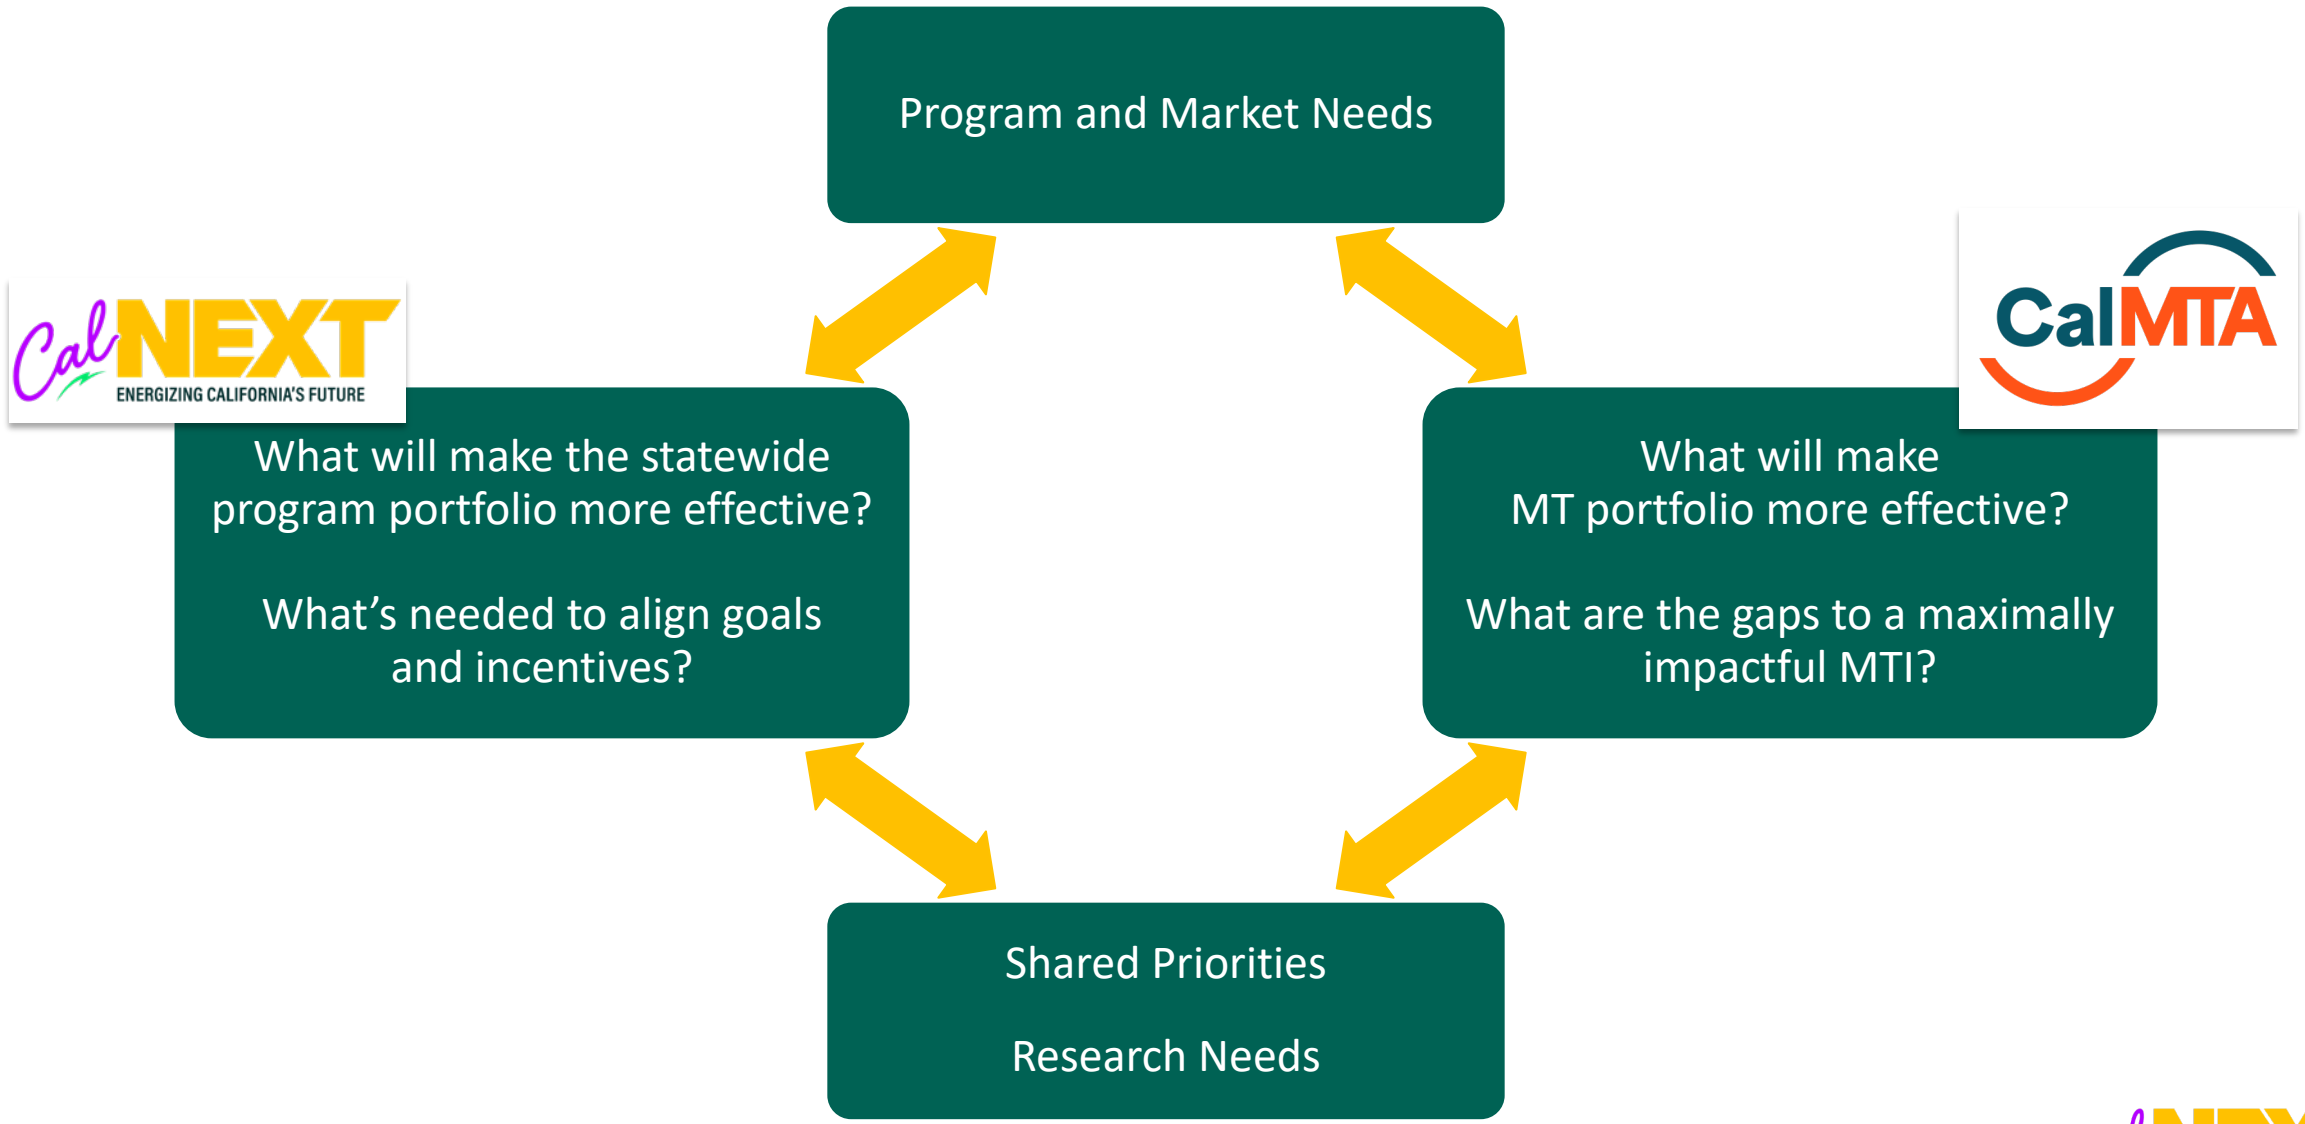 Program and Market Needs
CalNEXT
ENERGIZING CALIFORNIA'S FUTURE
CalMTA
What will make the statewide
program portfolio more effective?
What’s needed to align goals
and incentives?
What will make
MT portfolio more effective?
What are the gaps to a maximally
impactful MTI?
Shared Priorities
Research Needs